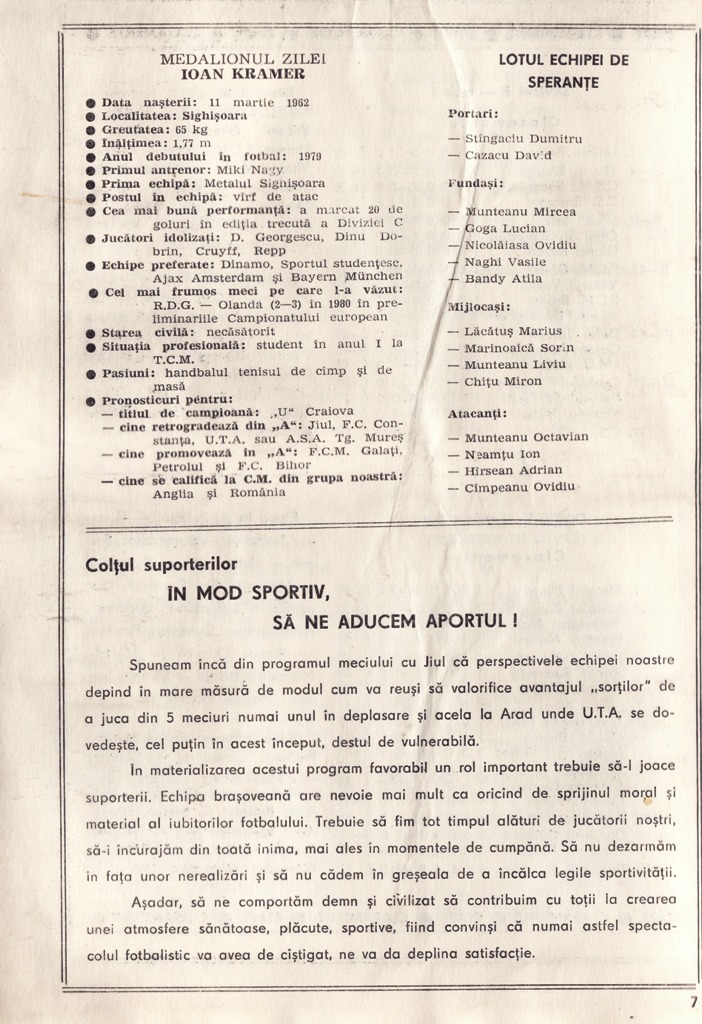 MEDALIONUL ZILEI
IOAN KRAMER
● Data nașterii: 11 martie 1962
● Localitatea: Sighișoara
● Greutatea: 65 kg
● Inălțimea: 1,77 m
● Anul debutului în fotbal: 1979
● Primul antrenor: Miki Nagy
● Prima echipă: Metalul Sighișoara
● Postul în echipă: vîrf de atac
● Cea mai bună performanță: a marcat 20 de
goluri în ediția trecută a Diviziei C
● Jucători idolizați: D. Georgescu, Dinu Do-
brin, Cruyff, Repp
● Echipe preferate: Dinamo, Sportul studențesc,
Ajax Amsterdam și Bayern München
● Cel mai frumos meci pe care l-a văzut:
R.D.G. — Olanda (2—3) în 1980 în pre-
liminariile Campionatului european
● Starea civilă: necăsătorit
● Situația profesională: student în anul I la
T.C.M.
● Pasiuni: handbalul tenisul de cîmp și de
masă
● Pronosticuri pentru:
— titlul de campioană: „U“ Craiova
— cine retrogradează din „A“: Jiul, F.C. Con-
stanța, U.T.A. sau A.S.A. Tg. Mureș
— cine promovează în „A“: F.C.M. Galați,
Petrolul și F.C. Bihor
— cine se califică la C.M. din grupa noastră:
Anglia și România
LOTUL ECHIPEI DE
SPERANȚE
Portari:
— Stîngaciu Dumitru
— Cazacu David
Fundași:
— Munteanu Mircea
— Goga Lucian
— Nicolăiasa Ovidiu
— Naghi Vasile
— Bandy Atila
Mijlocași:
— Lăcătuș Marius
— Marinoaică Sorin
— Munteanu Liviu
— Chițu Miron
Atacanți:
— Munteanu Octavian
— Neamțu Ion
— Hîrsean Adrian
— Cîmpeanu Ovidiu
Colțul suporterilor
ÎN MOD SPORTIV,
SĂ NE ADUCEM APORTUL !
Spuneam încă din programul meciului cu Jiul că perspectivele echipei noastre
depind în mare măsură de modul cum va reuși să valorifice avantajul „sorților“ de
a juca din 5 meciuri numai unul în deplasare și acela la Arad unde U.T.A. se do-
vedește, cel puțin în acest început, destul de vulnerabilă.
În materializarea acestui program favorabil un rol important trebuie să-l joace
suporterii. Echipa brașoveană are nevoie mai mult ca oricînd de sprijinul moral și
material al iubitorilor fotbalului. Trebuie să fim tot timpul alături de jucătorii noștri,
să-i încurajăm din toată inima, mai ales în momentele de cumpănă. Să nu dezarmăm
în fața unor nerealizări și să nu cădem în greșeala de a încălca legile sportivității.
Așadar, să ne comportăm demn și civilizat să contribuim cu toții la crearea
unei atmosfere sănătoase, plăcute, sportive, fiind convinși că numai astfel specta-
colul fotbalistic va avea de cîștigat, ne va da deplina satisfacție.
7